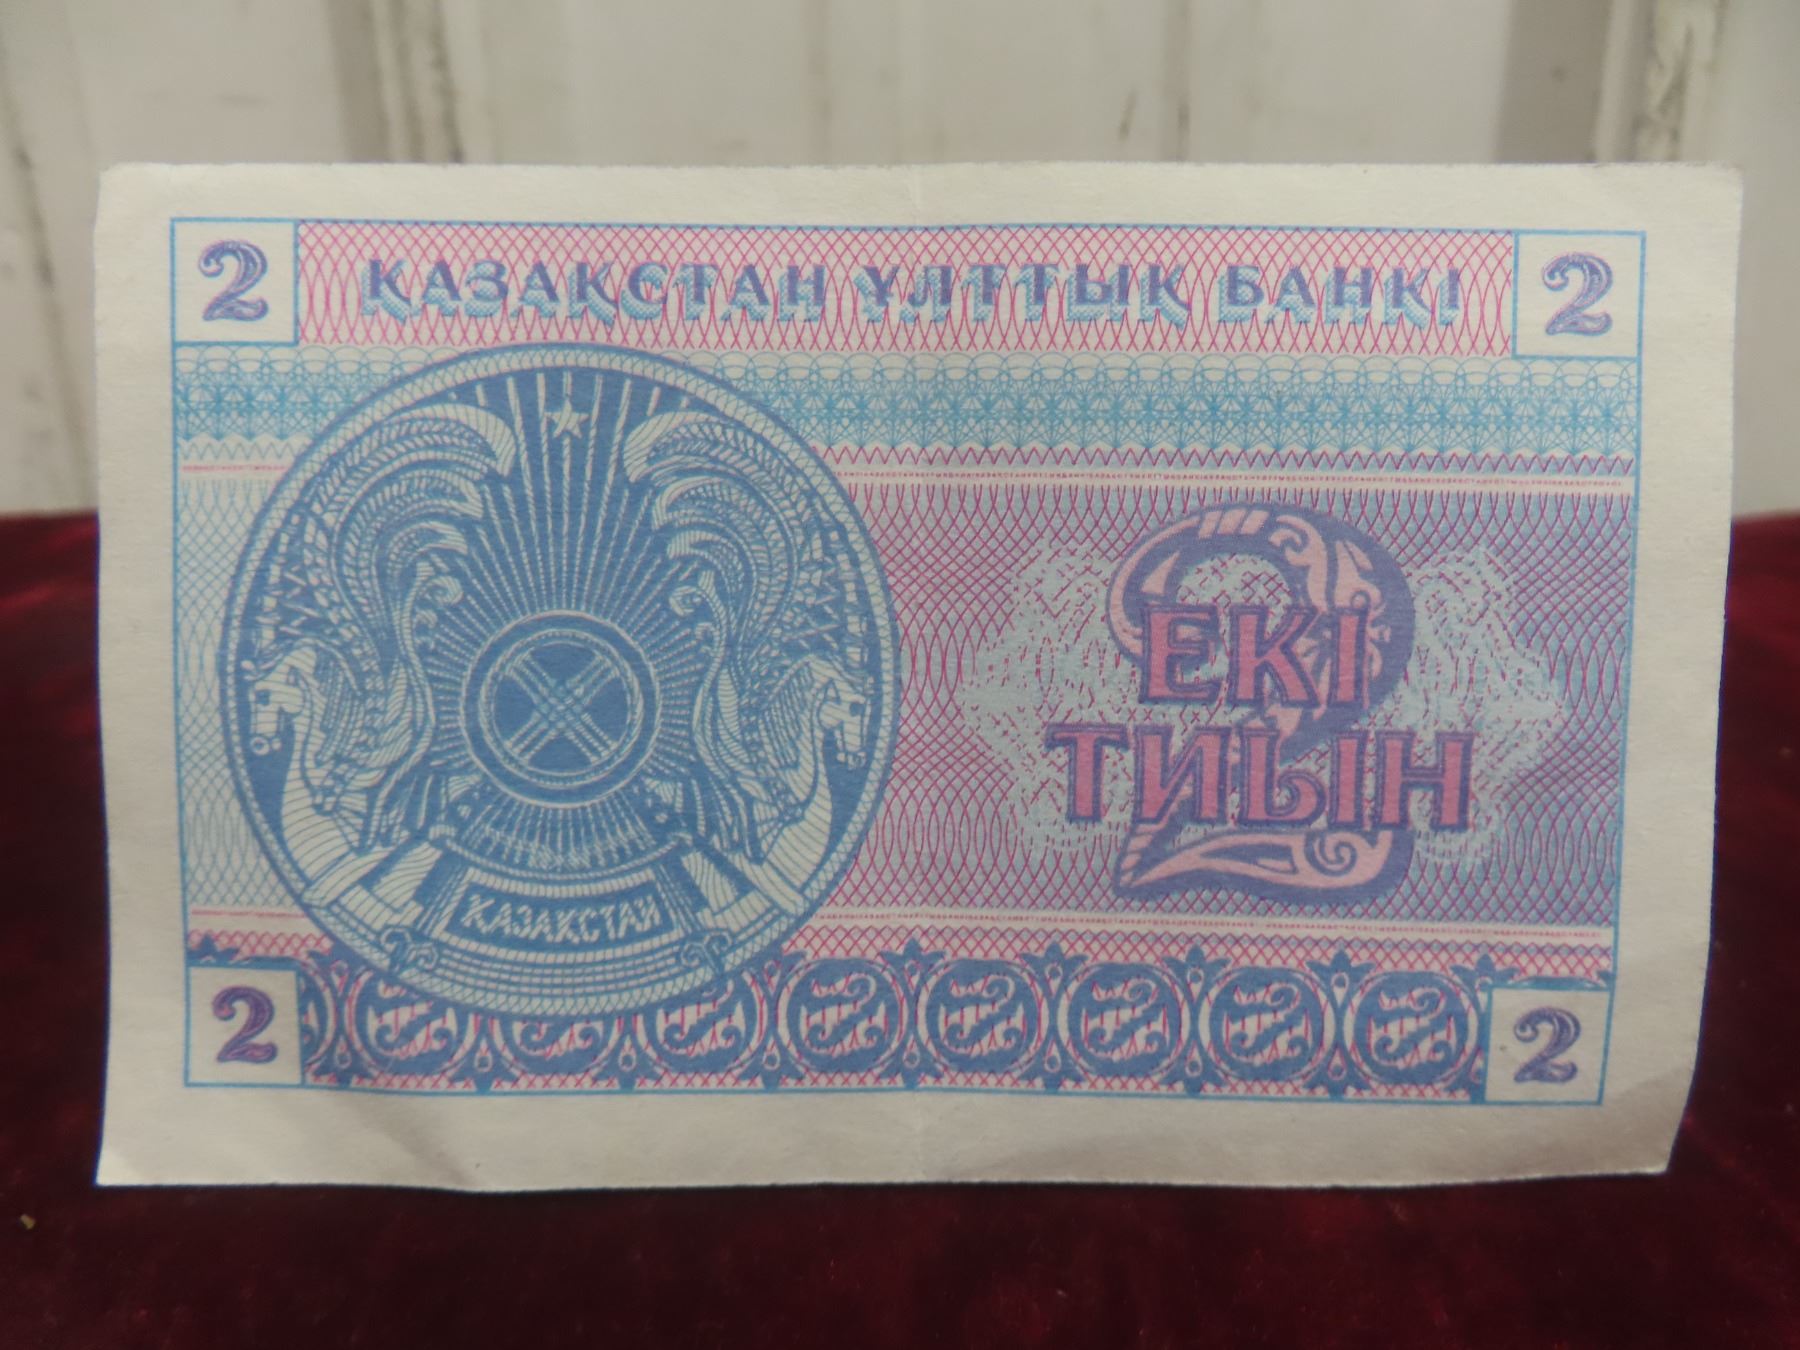 2 ҚАЗАҚСТАН ҰЛТТЫҚ БАНКІ 2
ЕКІ
ТИЫН
ҚАЗАҚСТАН
2 2